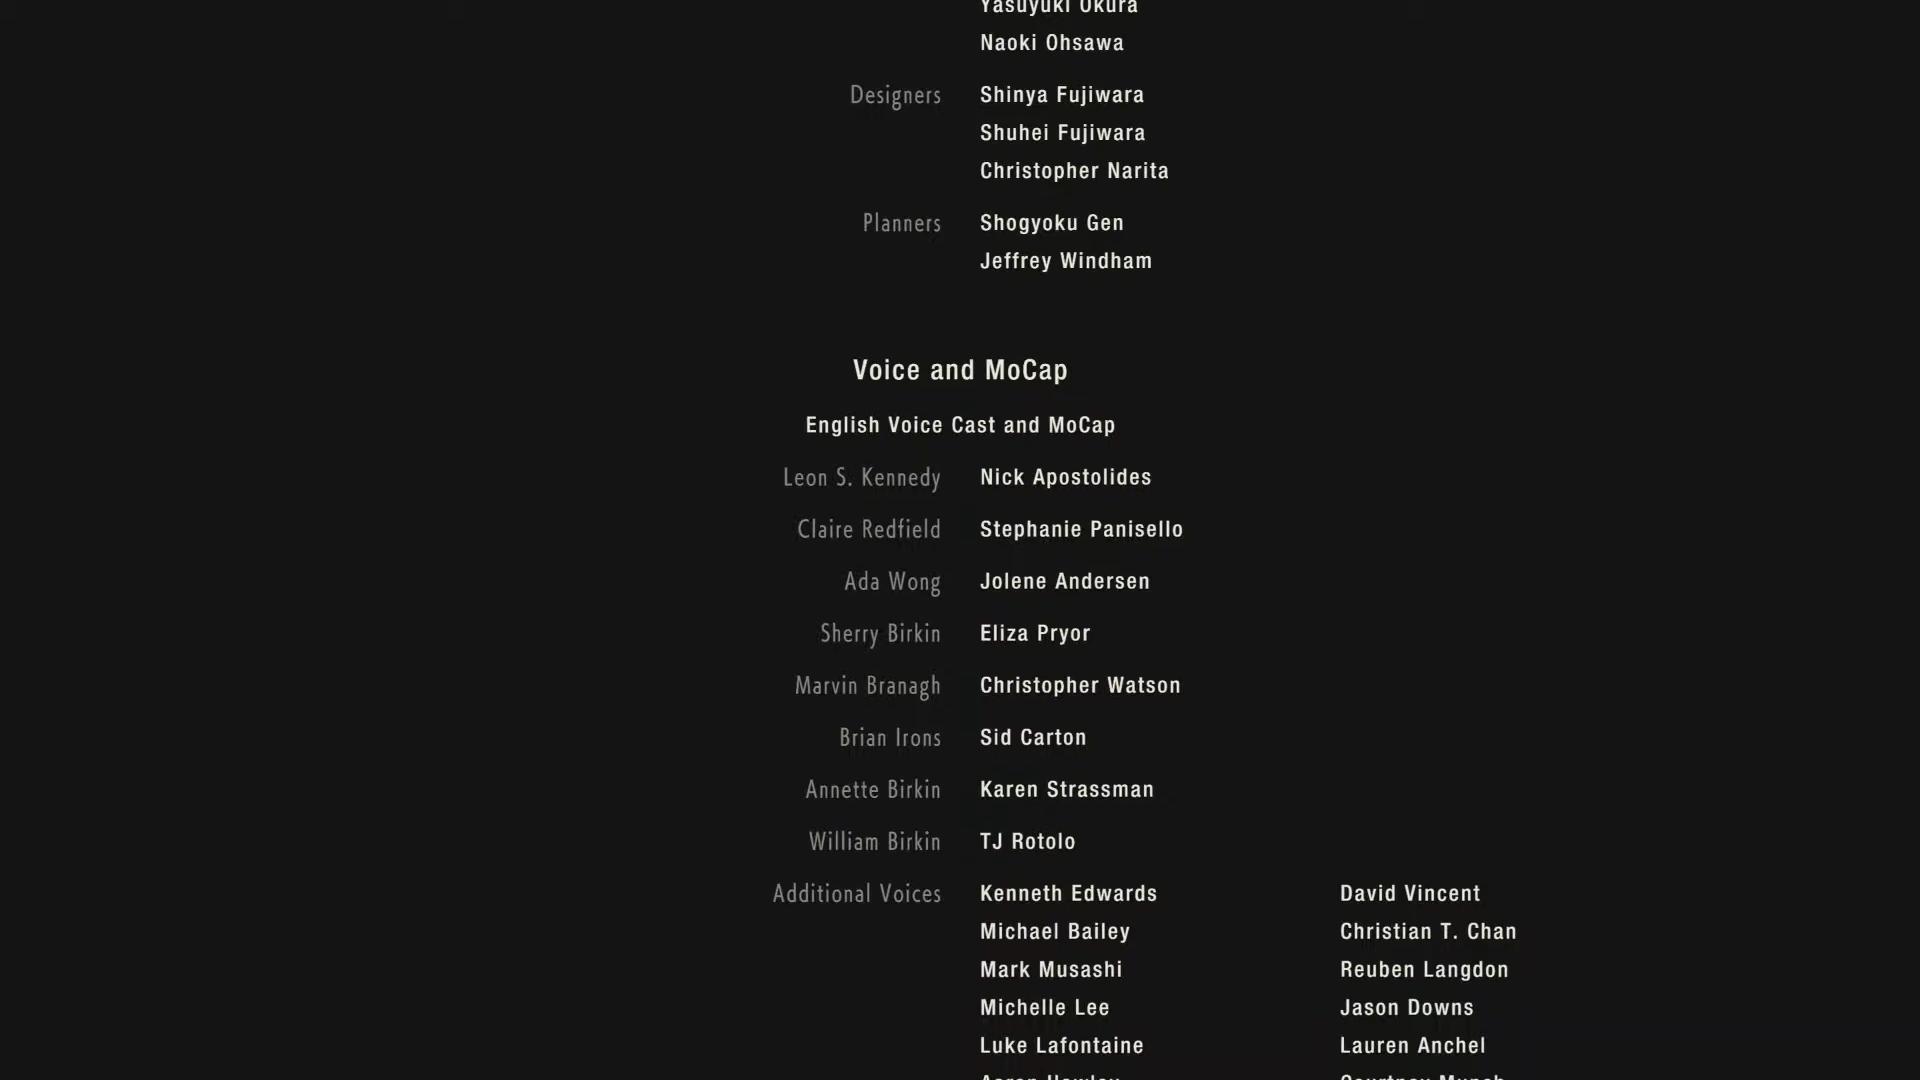 Yasuyuki Okura
Naoki Ohsawa
Designers Shinya Fujiwara
Shuhei Fujiwara
Christopher Narita
Planners Shogyoku Gen
Jeffrey Windham
Voice and MoCap
English Voice Cast and MoCap
Leon S. Kennedy Nick Apostolides
Claire Redfield Stephanie Panisello
Ada Wong Jolene Andersen
Sherry Birkin Eliza Pryor
Marvin Branagh Christopher Watson
Brian Irons Sid Carton
Annette Birkin Karen Strassman
William Birkin TJ Rotolo
Additional Voices Kenneth Edwards David Vincent
Michael Bailey Christian T. Chan
Mark Musashi Reuben Langdon
Michelle Lee Jason Downs
Luke Lafontaine Lauren Anchel